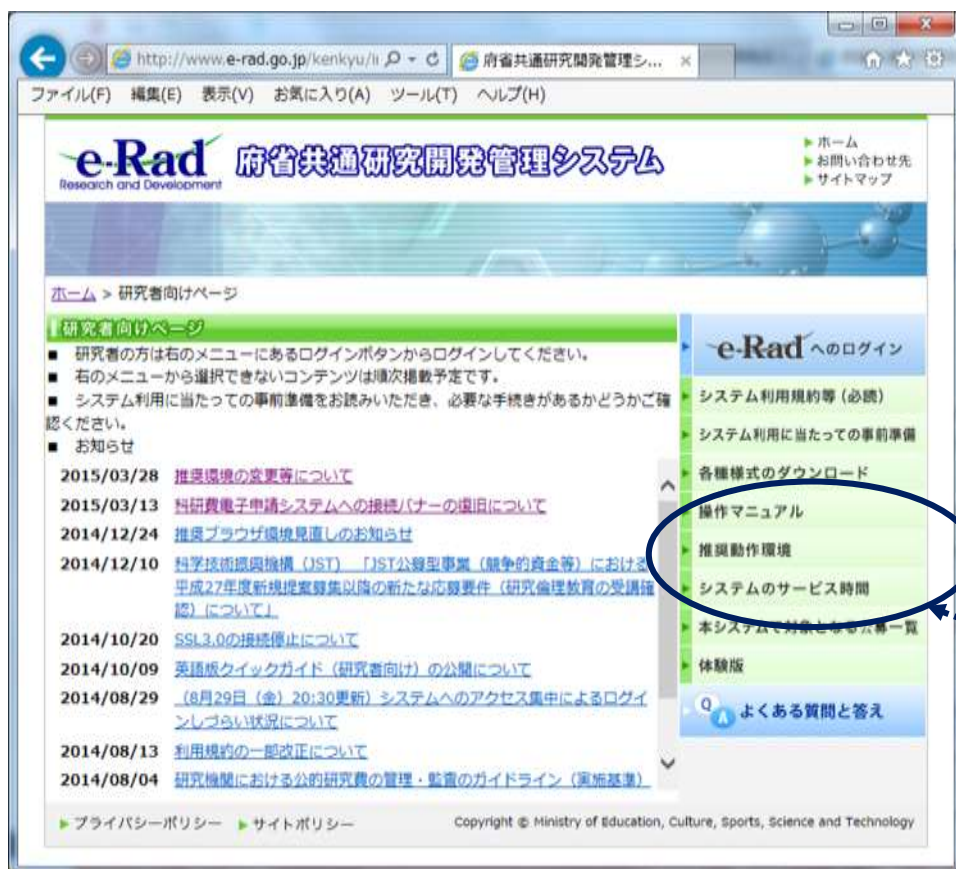 http://www.e-rad.go.jp/kenkyu/li
府省共通研究開発管理シ...
ファイル(F) 編集(E) 表示(V) お気に入り(A) ツール(T) ヘルプ(H)
e-Rad
Research and Development
府省共通研究開発管理システム
ホーム
お問い合わせ先
サイトマップ
ホーム > 研究者向けページ
研究者向けページ
■ 研究者の方は右のメニューにあるログインボタンからログインしてください。
■ 右のメニューから選択できないコンテンツは順次掲載予定です。
■ システム利用に当たっての事前準備をお読みいただき、必要な手続きがあるかどうかご確
認ください。
■ お知らせ
2015/03/28 推奨環境の変更等について
2015/03/13 科研費電子申請システムへの接続バナーの復旧について
2014/12/24 推奨ブラウザ環境見直しのお知らせ
2014/12/10 科学技術振興機構（JST） 「JST公募型事業（競争的資金等）における
平成27年度新規提案募集以降の新たな応募要件（研究倫理教育の受講確
認）について」
2014/10/20 SSL3.0の接続停止について
2014/10/09 英語版クイックガイド（研究者向け）の公開について
2014/08/29 （8月29日（金）20:30更新）システムへのアクセス集中によるログイ
ンしづらい状況について
2014/08/13 利用規約の一部改正について
2014/08/04 研究機関における公的研究費の管理・監査のガイドライン（実施基準）
e-Radへのログイン
システム利用規約等（必読）
システム利用に当たっての事前準備
各種様式のダウンロード
操作マニュアル
推奨動作環境
システムのサービス時間
本システムで対象となる公募一覧
体験版
Q A よくある質問と答え
プライバシーポリシー サイトポリシー Copyright © Ministry of Education, Culture, Sports, Science and Technology